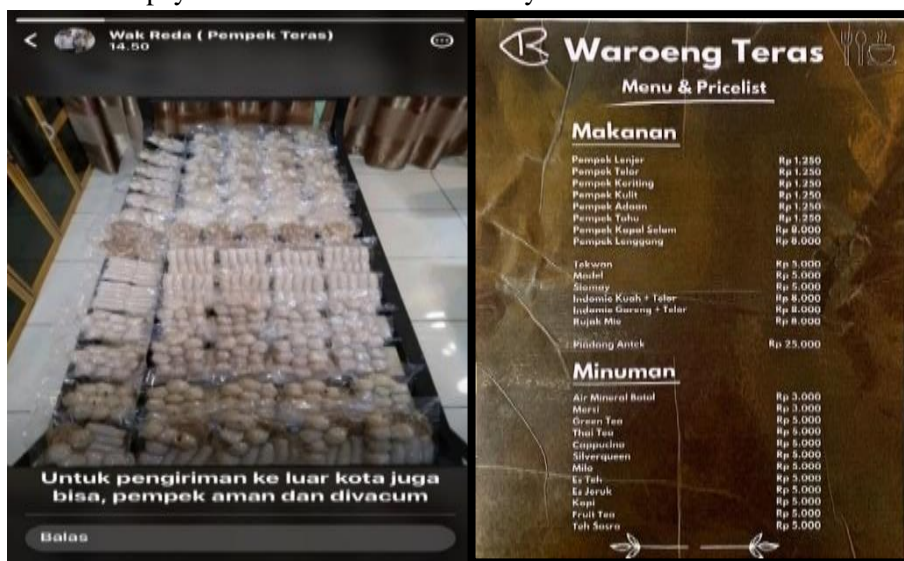 Wak Reda ( Pempek Teras)
14.50
Untuk pengiriman ke luar kota juga
bisa, pempek aman dan divacum
Balas
Waroeng Teras
Menu & Pricelist
Makanan
Pempek Lenjer Rp 1.250
Pempek Telor Rp 1.250
Pempek Keriting Rp 1.250
Pempek Kulit Rp 1.250
Pempek Adaan Rp 1.250
Pempek Tahu Rp 1.250
Pempek Kapal Selam Rp 8.000
Pempek Lenggang Rp 8.000
Tekwan Rp 5.000
Model Rp 5.000
Siomay Rp 5.000
Indomie Kuah + Telor Rp 8.000
Indomie Goreng + Telor Rp 8.000
Rujak Mie Rp 8.000
Pindang Rp 25.000
Minuman
Air Mineral Botol Rp 3.000
Rp 3.000
Green Tea Rp 5.000
Thai Tea Rp 5.000
Cappucino Rp 5.000
Silverqueen Rp 5.000
Milo Rp 5.000
Es Teh Rp 5.000
Es Jeruk Rp 5.000
Kopi Rp 5.000
Fruit Tea Rp 5.000
Teh Sosro Rp 5.000